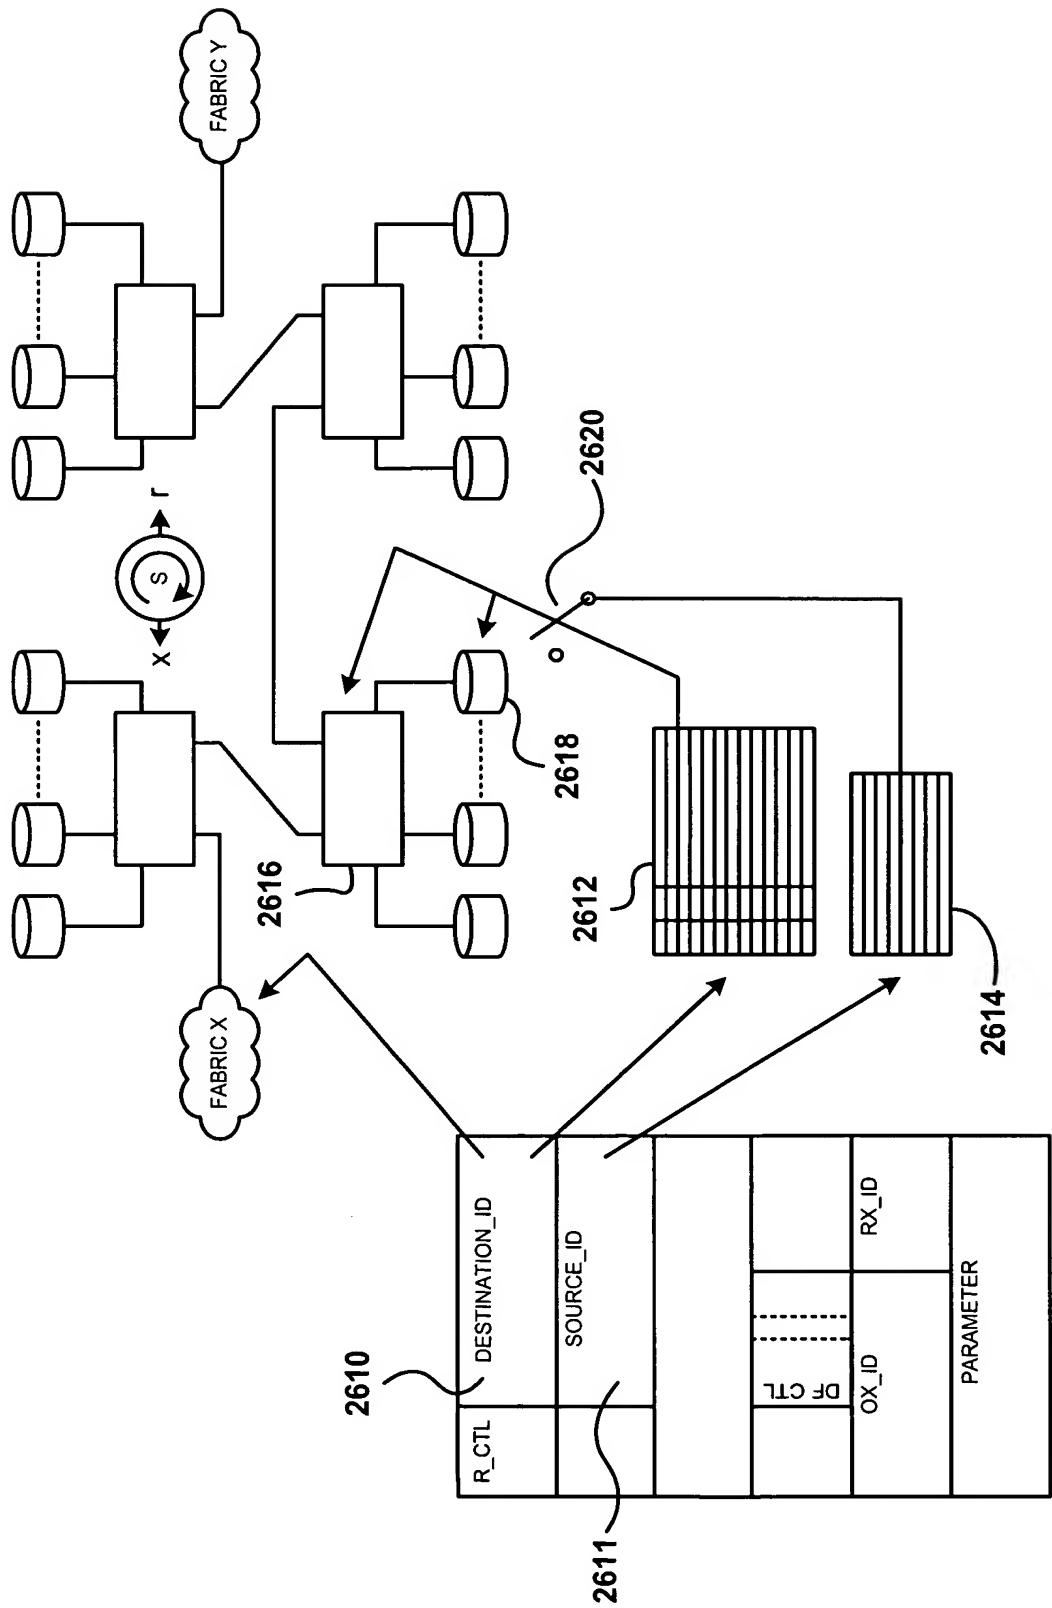 FABRIC X
FABRIC Y
x
S
r
2616
2618
2620
2612
2614
2610
2611
R_CTL
DESTINATION_ID
SOURCE_ID
DF CTL
OX_ID
RX_ID
PARAMETER